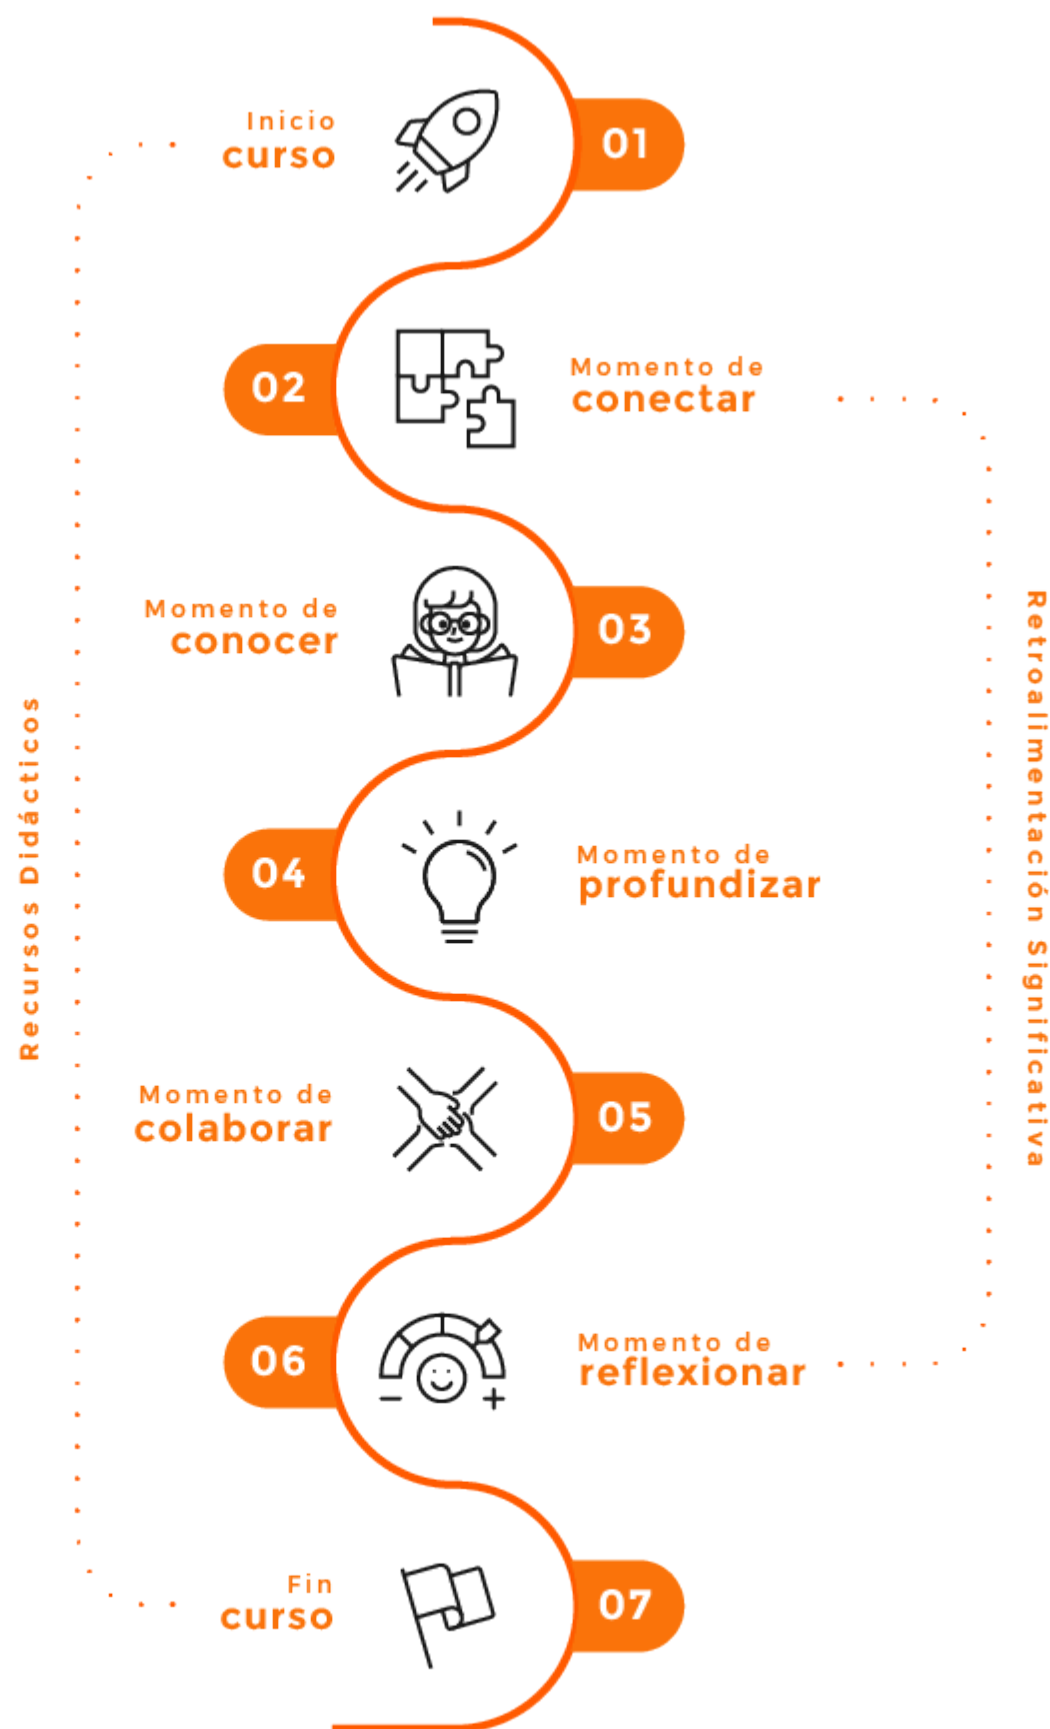 Inicio
curso
01
02
Momento de
conectar
Momento de
conocer
03
04
Momento de
profundizar
Momento de
colaborar
05
06
Momento de
reflexionar
Fin
curso
07
Recursos Didácticos
Retroalimentación Significativa